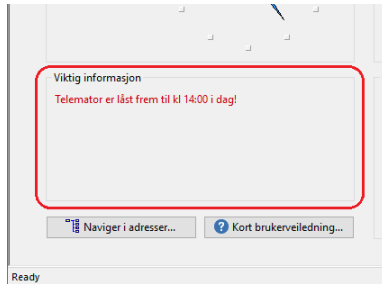 Viktig informasjon
Telemator er låst frem til kl 14:00 i dag!
Naviger i adresser...
? Kort brukerveiledning...
Ready